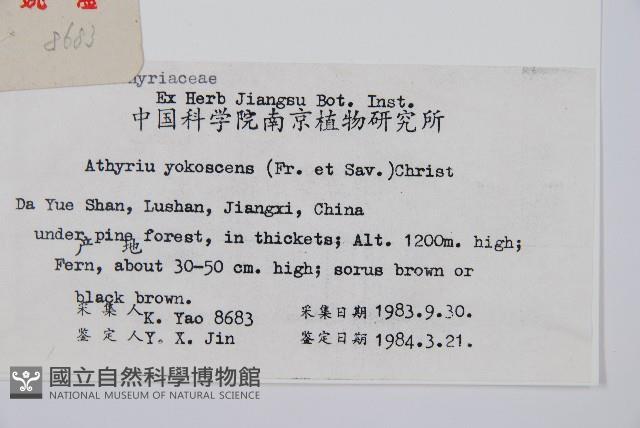 姚 淦
8683
hyriaceae
Ex Herb Jiangsu Bot. Inst.
中国科学院南京植物研究所
Athyriu yokoscens (Fr. et Sav.)Christ
Da Yue Shan, Lushan, Jiangxi, China
under pine forest, in thickets; Alt. 1200m. high;
产 地
Fern, about 30-50 cm. high; sorus brown or
black brown.
采 集 人 K. Yao 8683 采集日期 1983.9.30.
鉴 定 人 Y. X. Jin 鉴定日期 1984.3.21.
國立自然科學博物館
NATIONAL MUSEUM OF NATURAL SCIENCE